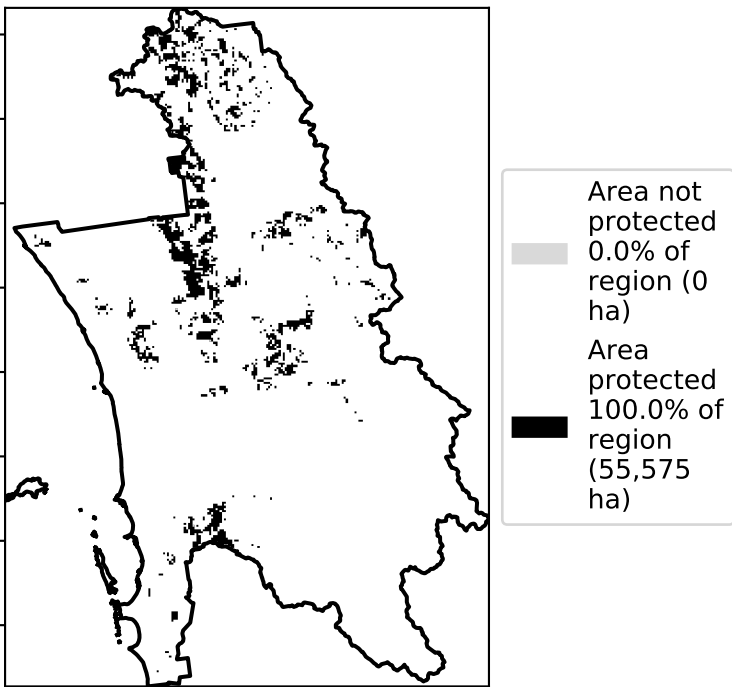 Area not
protected
0.0% of
region (0
ha)
Area
protected
100.0% of
region
(55,575
ha)